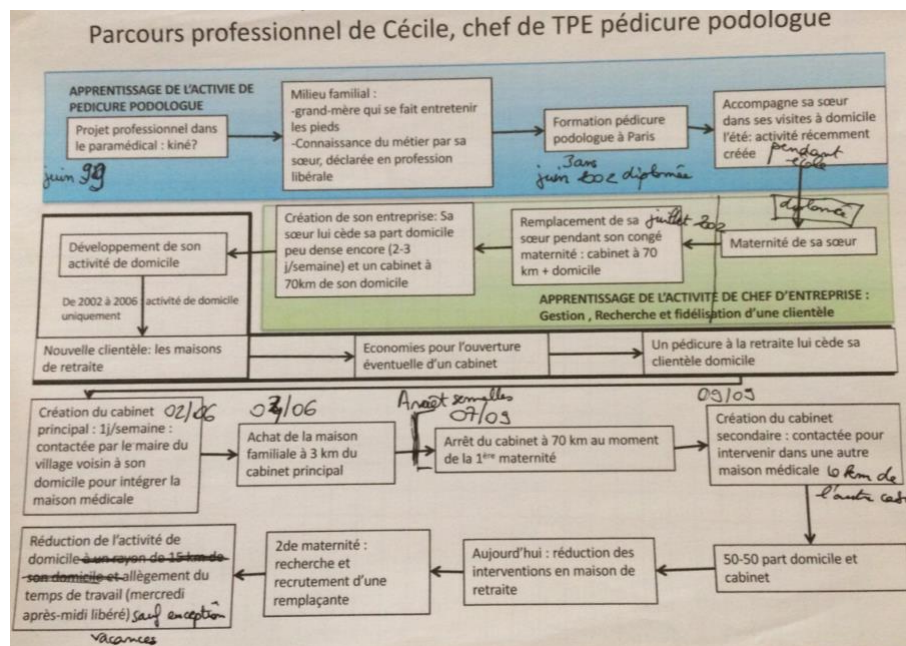 Parcours professionnel de Cécile, chef de TPE pédicure podologue
APPRENTISSAGE DE L'ACTIVIE DE
PEDICURE PODOLOGUE
Projet professionnel dans
le paramédical : kiné?
juin 99
Milieu familial :
-grand-mère qui se fait entretenir
les pieds
-Connaissance du métier par sa
sœur, déclarée en profession
libérale
Formation pédicure
podologue à Paris
3ans
juin 2002 diplomée
Accompagne sa sœur
dans ses visites à domicile
l'été: activité récemment
créée pendant
école
diplomée
Maternité de sa sœur
Remplacement de sa juillet 2002
sœur pendant son congé
maternité : cabinet à 70
km + domicile
Création de son entreprise: Sa
sœur lui cède sa part domicile
peu dense encore (2-3
j/semaine) et un cabinet à
70km de son domicile
APPRENTISSAGE DE L'ACTIVITE DE CHEF D'ENTREPRISE :
Gestion , Recherche et fidélisation d'une clientèle
Développement de son
activité de domicile
De 2002 à 2006 : activité de domicile
uniquement
Nouvelle clientèle: les maisons
de retraite
Economies pour l'ouverture
éventuelle d'un cabinet
Un pédicure à la retraite lui cède sa
clientèle domicile
Création du cabinet 02/06
principal : 1j/semaine :
contactée par le maire du
village voisin à son
domicile pour intégrer la
maison médicale
/06
Achat de la maison
familiale à 3 km du
cabinet principal
Arrêt semelles
07/09
Arrêt du cabinet à 70 km au moment
de la 1ère maternité
09/09
Création du cabinet
secondaire : contactée pour
intervenir dans une autre
maison médicale km de
l'autre
50-50 part domicile et
cabinet
Aujourd'hui : réduction des
interventions en maison de
retraite
2de maternité :
recherche et
recrutement d'une
remplaçante
Réduction de l'activité de
domicile à un rayon de 15 km de
son domicile et allègement du
temps de travail (mercredi
après-midi libéré) sauf exception
vacances